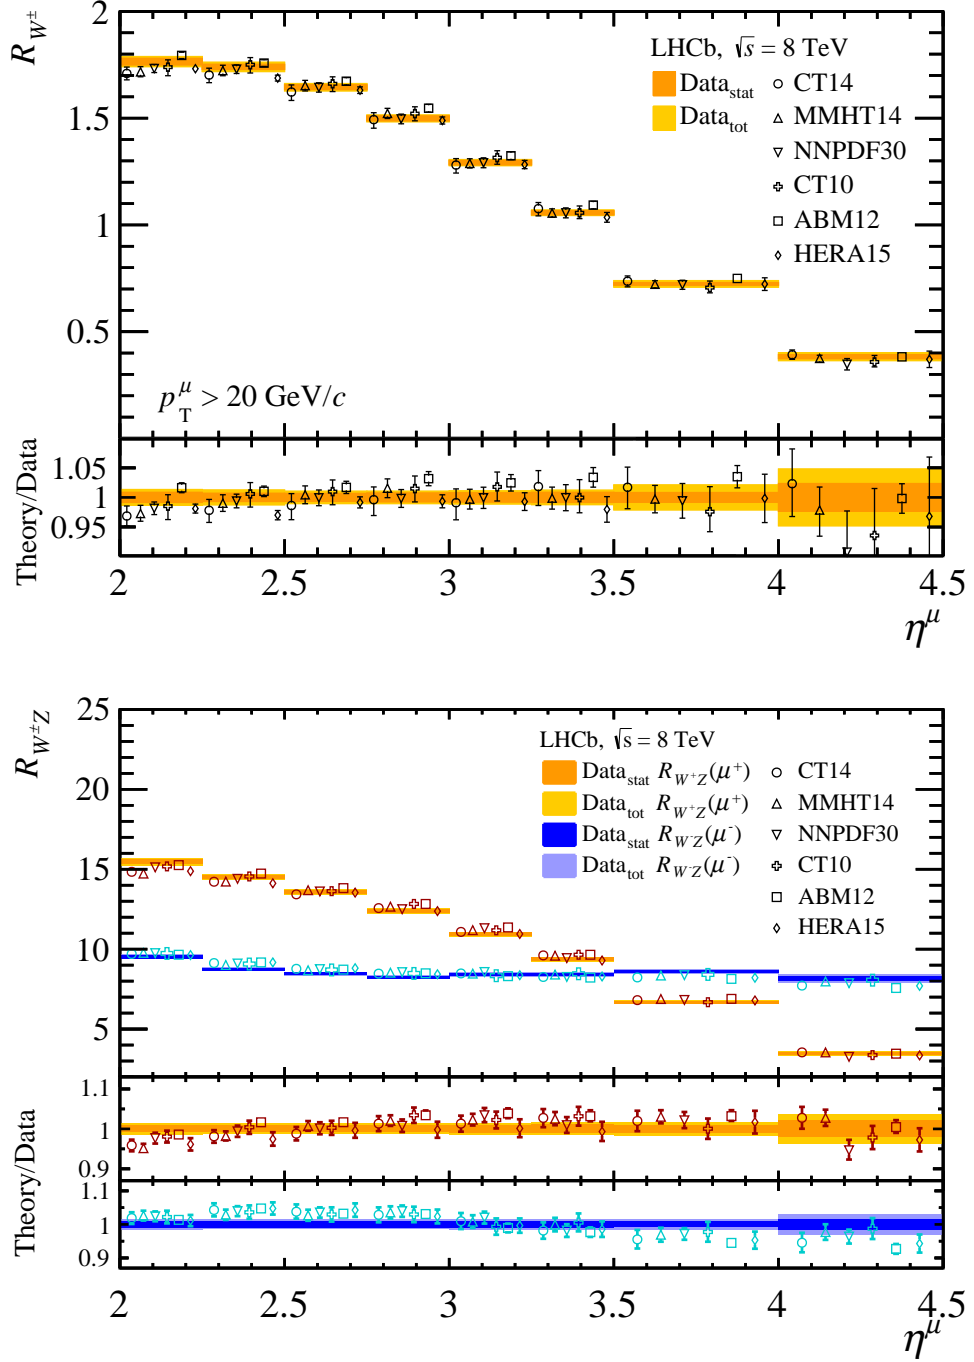 R_{W^±}
LHCb, √s = 8 TeV
Data_stat
Data_tot
CT14
MMHT14
NNPDF30
CT10
ABM12
HERA15
2
1.5
1
0.5
p_T^μ > 20 GeV/c
Theory/Data
1.05
1
0.95
2 2.5 3 3.5 4 4.5
η^μ
R_{W^±Z}
25
20
15
10
5
LHCb, √s = 8 TeV
Data_stat R_{W^+Z}(μ^+)
Data_tot R_{W^+Z}(μ^+)
Data_stat R_{W^-Z}(μ^-)
Data_tot R_{W^-Z}(μ^-)
CT14
MMHT14
NNPDF30
CT10
ABM12
HERA15
Theory/Data
1.1
1
0.9
1.1
1
0.9
2 2.5 3 3.5 4 4.5
η^μ